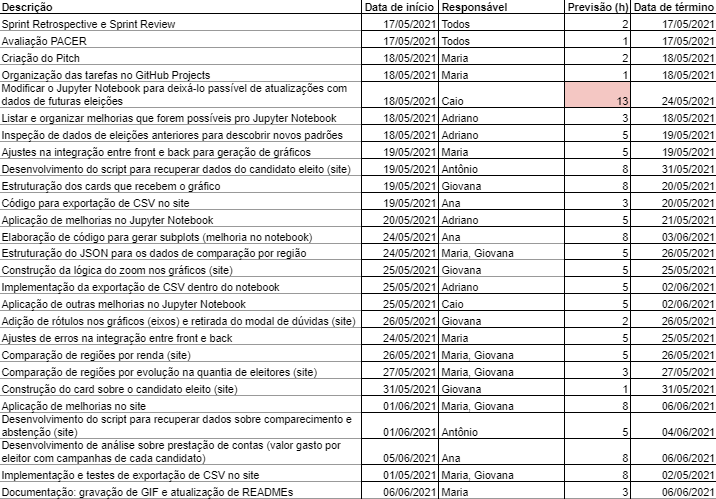 Descrição Data de início Responsável Previsão (h) Data de término
Sprint Retrospective e Sprint Review 17/05/2021 Todos 2 17/05/2021
Avaliação PACER 17/05/2021 Todos 1 17/05/2021
Criação do Pitch 18/05/2021 Maria 2 18/05/2021
Organização das tarefas no GitHub Projects 18/05/2021 Maria 1 18/05/2021
Modificar o Jupyter Notebook para deixá-lo passível de atualizações com
dados de futuras eleições 18/05/2021 Caio 13 24/05/2021
Listar e organizar melhorias que forem possíveis pro Jupyter Notebook 18/05/2021 Adriano 3 18/05/2021
Inspeção de dados de eleições anteriores para descobrir novos padrões 18/05/2021 Adriano 5 19/05/2021
Ajustes na integração entre front e back para geração de gráficos 19/05/2021 Maria 5 19/05/2021
Desenvolvimento do script para recuperar dados do candidato eleito (site) 19/05/2021 Antônio 8 31/05/2021
Estruturação dos cards que recebem o gráfico 19/05/2021 Giovana 8 20/05/2021
Código para exportação de CSV no site 19/05/2021 Ana 3 20/05/2021
Aplicação de melhorias no Jupyter Notebook 20/05/2021 Adriano 5 21/05/2021
Elaboração de código para gerar subplots (melhoria no notebook) 24/05/2021 Ana 8 03/06/2021
Estruturação do JSON para os dados de comparação por região 24/05/2021 Maria, Giovana 5 26/05/2021
Construção da lógica do zoom nos gráficos (site) 25/05/2021 Giovana 5 25/05/2021
Implementação da exportação de CSV dentro do notebook 25/05/2021 Adriano 5 02/06/2021
Aplicação de outras melhorias no Jupyter Notebook 25/05/2021 Caio 5 02/06/2021
Adição de rótulos nos gráficos (eixos) e retirada do modal de dúvidas (site) 26/05/2021 Giovana 2 26/05/2021
Ajustes de erros na integração entre front e back 24/05/2021 Maria 5 25/05/2021
Comparação de regiões por renda (site) 26/05/2021 Maria, Giovana 5 26/05/2021
Comparação de regiões por evolução na quantia de eleitores (site) 27/05/2021 Maria, Giovana 3 27/05/2021
Construção do card sobre o candidato eleito (site) 31/05/2021 Giovana 1 31/05/2021
Aplicação de melhorias no site 01/06/2021 Maria, Giovana 8 06/06/2021
Desenvolvimento do script para recuperar dados sobre comparecimento e
abstenção (site) 01/06/2021 Antônio 5 04/06/2021
Desenvolvimento de análise sobre prestação de contas (valor gasto por
eleitor com campanhas de cada candidato) 05/06/2021 Ana 8 06/06/2021
Implementação e testes de exportação de CSV no site 01/05/2021 Maria, Giovana 8 02/05/2021
Documentação: gravação de GIF e atualização de READMEs 06/06/2021 Maria 3 06/06/2021